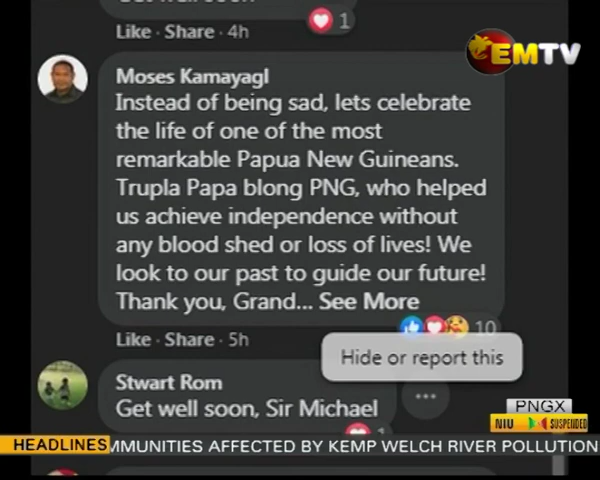 Like · Share · 4h
1
EMTV
Moses Kamayagl
Instead of being sad, lets celebrate
the life of one of the most
remarkable Papua New Guineans.
Trupla Papa blong PNG, who helped
us achieve independence without
any blood shed or loss of lives! We
look to our past to guide our future!
Thank you, Grand... See More
10
Like · Share · 5h
Hide or report this
Stwart Rom
Get well soon, Sir Michael
1
PNGX
NIU SUSPENDED
HEADLINES MMUNITIES AFFECTED BY KEMP WELCH RIVER POLLUTION